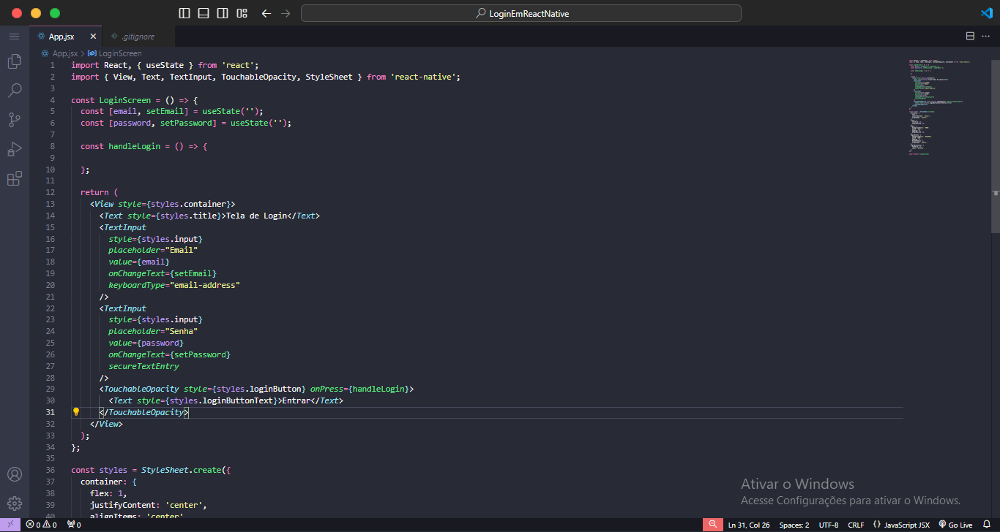 LoginEmReactNative
App.jsx
.gitignore
App.jsx > LoginScreen
1 import React, { useState } from 'react';
2 import { View, Text, TextInput, TouchableOpacity, StyleSheet } from 'react-native';
3
4 const LoginScreen = () => {
5 const [email, setEmail] = useState('');
6 const [password, setPassword] = useState('');
7
8 const handleLogin = () => {
9
10 };
11
12 return (
13 <View style={styles.container}>
14 <Text style={styles.title}>Tela de Login</Text>
15 <TextInput
16 style={styles.input}
17 placeholder="Email"
18 value={email}
19 onChangeText={setEmail}
20 keyboardType="email-address"
21 />
22 <TextInput
23 style={styles.input}
24 placeholder="Senha"
25 value={password}
26 onChangeText={setPassword}
27 secureTextEntry
28 />
29 <TouchableOpacity style={styles.loginButton} onPress={handleLogin}>
30 <Text style={styles.loginButtonText}>Entrar</Text>
31 </TouchableOpacity>
32 </View>
33 );
34 };
35
36 const styles = StyleSheet.create({
37 container: {
38 flex: 1,
39 justifyContent: 'center',
40 alignItems: 'center'
Ativar o Windows
Acesse Configurações para ativar o Windows.
0 0 0 Ln 31, Col 26 Spaces: 2 UTF-8 CRLF {} JavaScript JSX Go Live